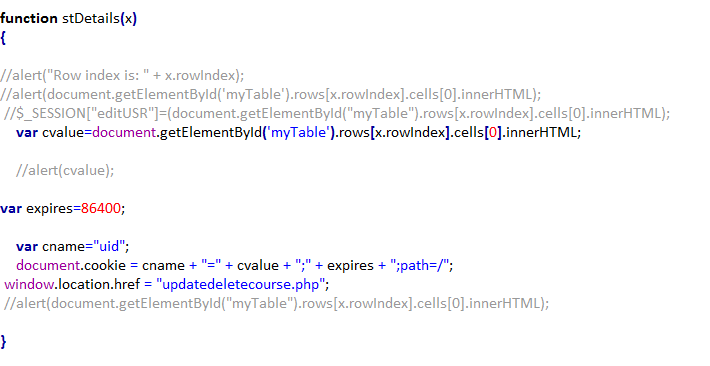 function stDetails(x)
{
//alert("Row index is: " + x.rowIndex);
//alert(document.getElementById('myTable').rows[x.rowIndex].cells[0].innerHTML);
//$_SESSION["editUSR"]=(document.getElementById("myTable").rows[x.rowIndex].cells[0].innerHTML);
var cvalue=document.getElementById('myTable').rows[x.rowIndex].cells[0].innerHTML;
//alert(cvalue);
var expires=86400;
var cname="uid";
document.cookie = cname + "=" + cvalue + ";" + expires + ";path=/";
window.location.href = "updatedeletecourse.php";
//alert(document.getElementById("myTable").rows[x.rowIndex].cells[0].innerHTML);
}